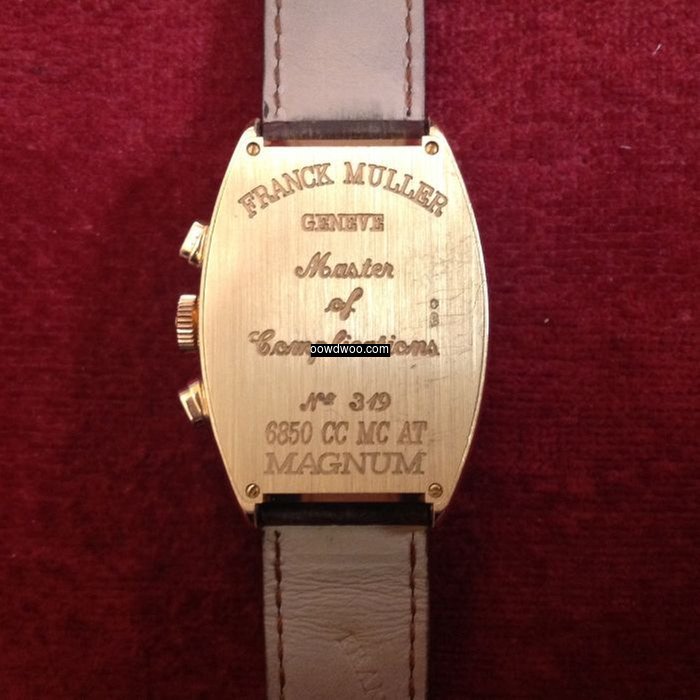 FRANCK MULLER
GENEVE
Master
of
Complications
oowdwoo.com
Nº 319
6850 CC MC AT
MAGNUM